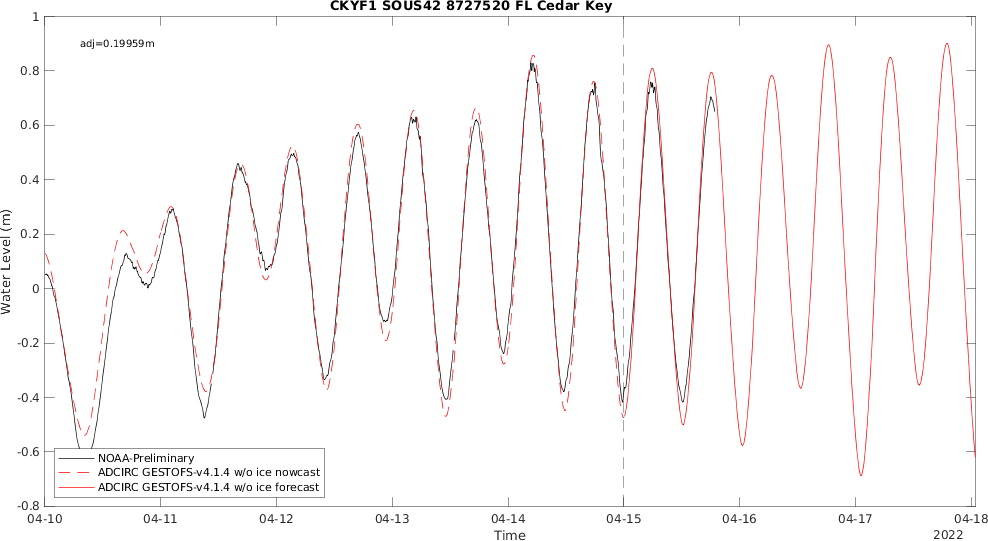 CKYF1 SOUS42 8727520 FL Cedar Key
adj=0.19959m
1
0.8
0.6
0.4
0.2
0
-0.2
-0.4
-0.6
-0.8
Water Level (m)
NOAA-Preliminary
ADCIRC GESTOFS-v4.1.4 w/o ice nowcast
ADCIRC GESTOFS-v4.1.4 w/o ice forecast
04-10 04-11 04-12 04-13 04-14 04-15 04-16 04-17 04-18
Time
2022